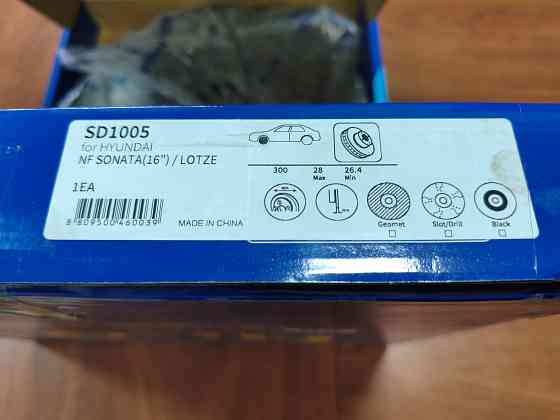 SD1005
for HYUNDAI
NF SONATA(16") / LOTZE
1EA
8 809500 460039
MADE IN CHINA
300 28 26.4
Max Min
Geomet Slot/Drill Black